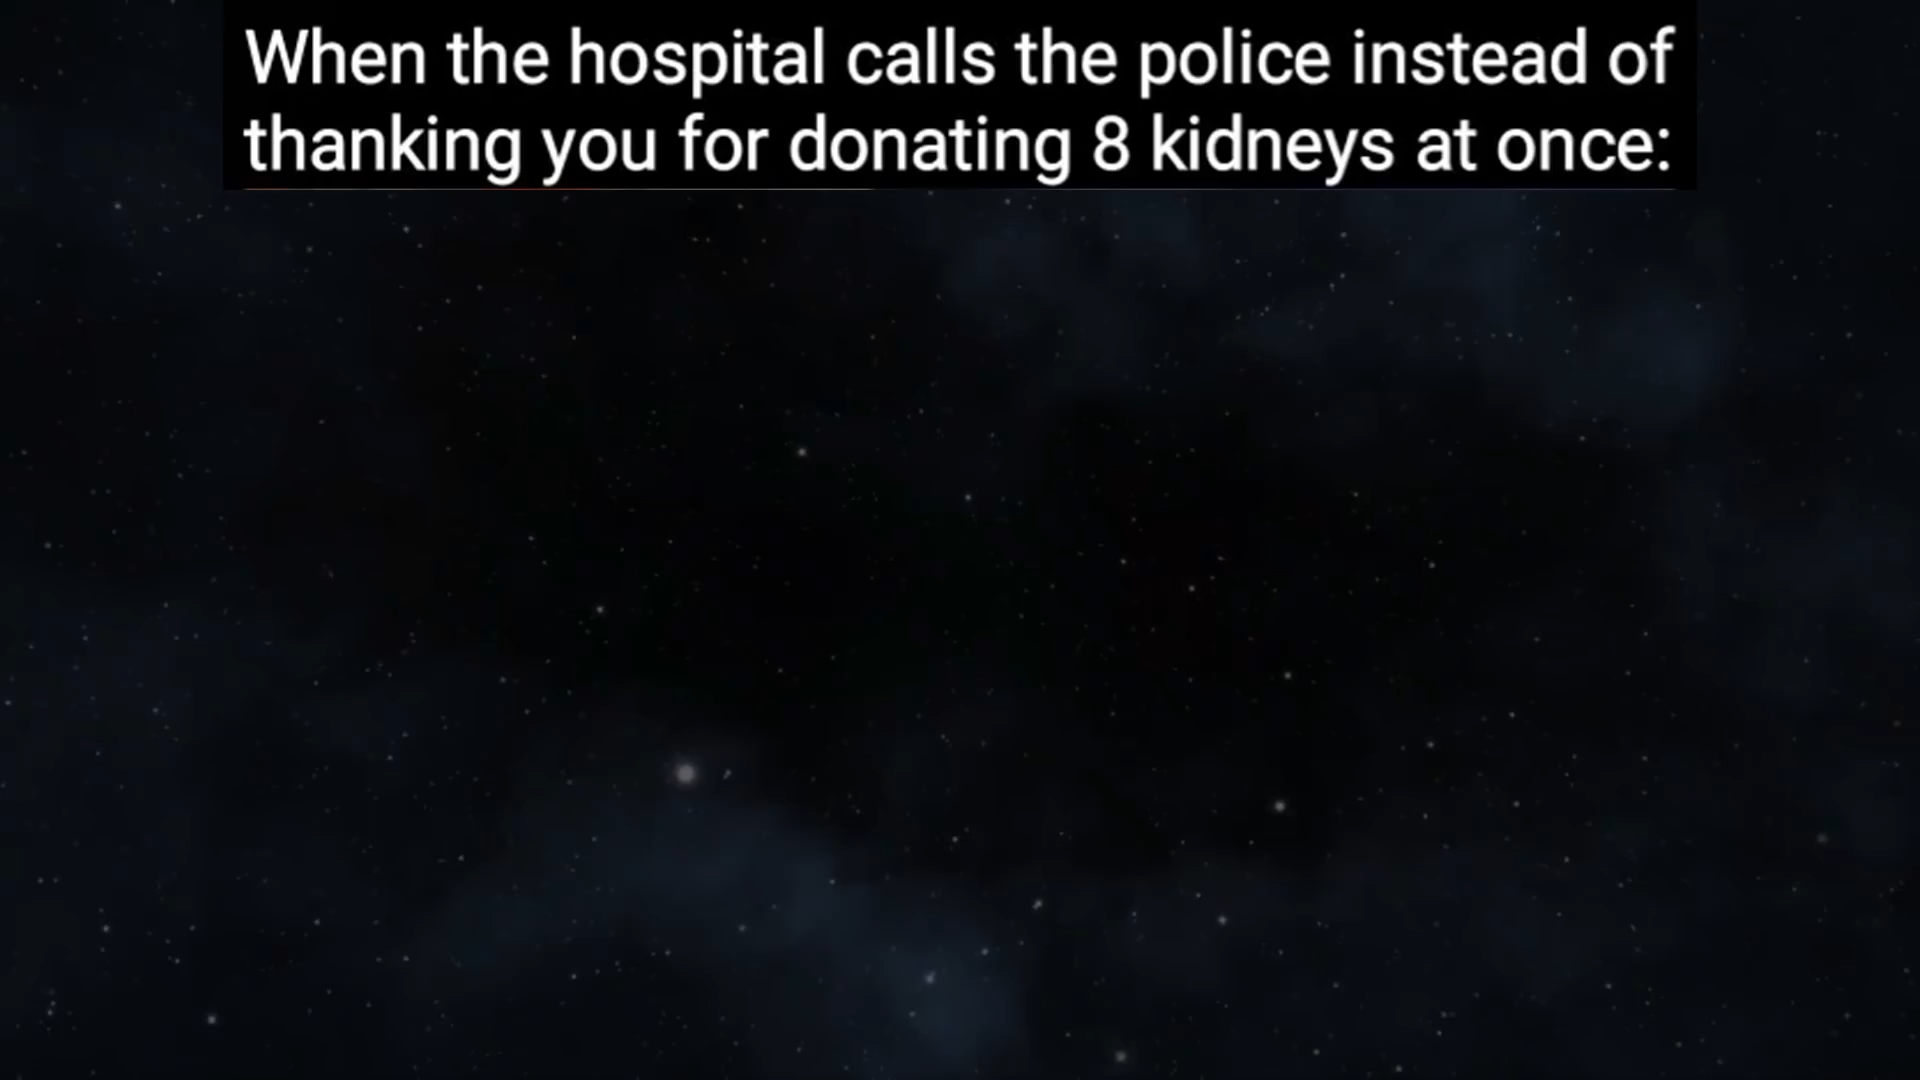 When the hospital calls the police instead of
thanking you for donating 8 kidneys at once: